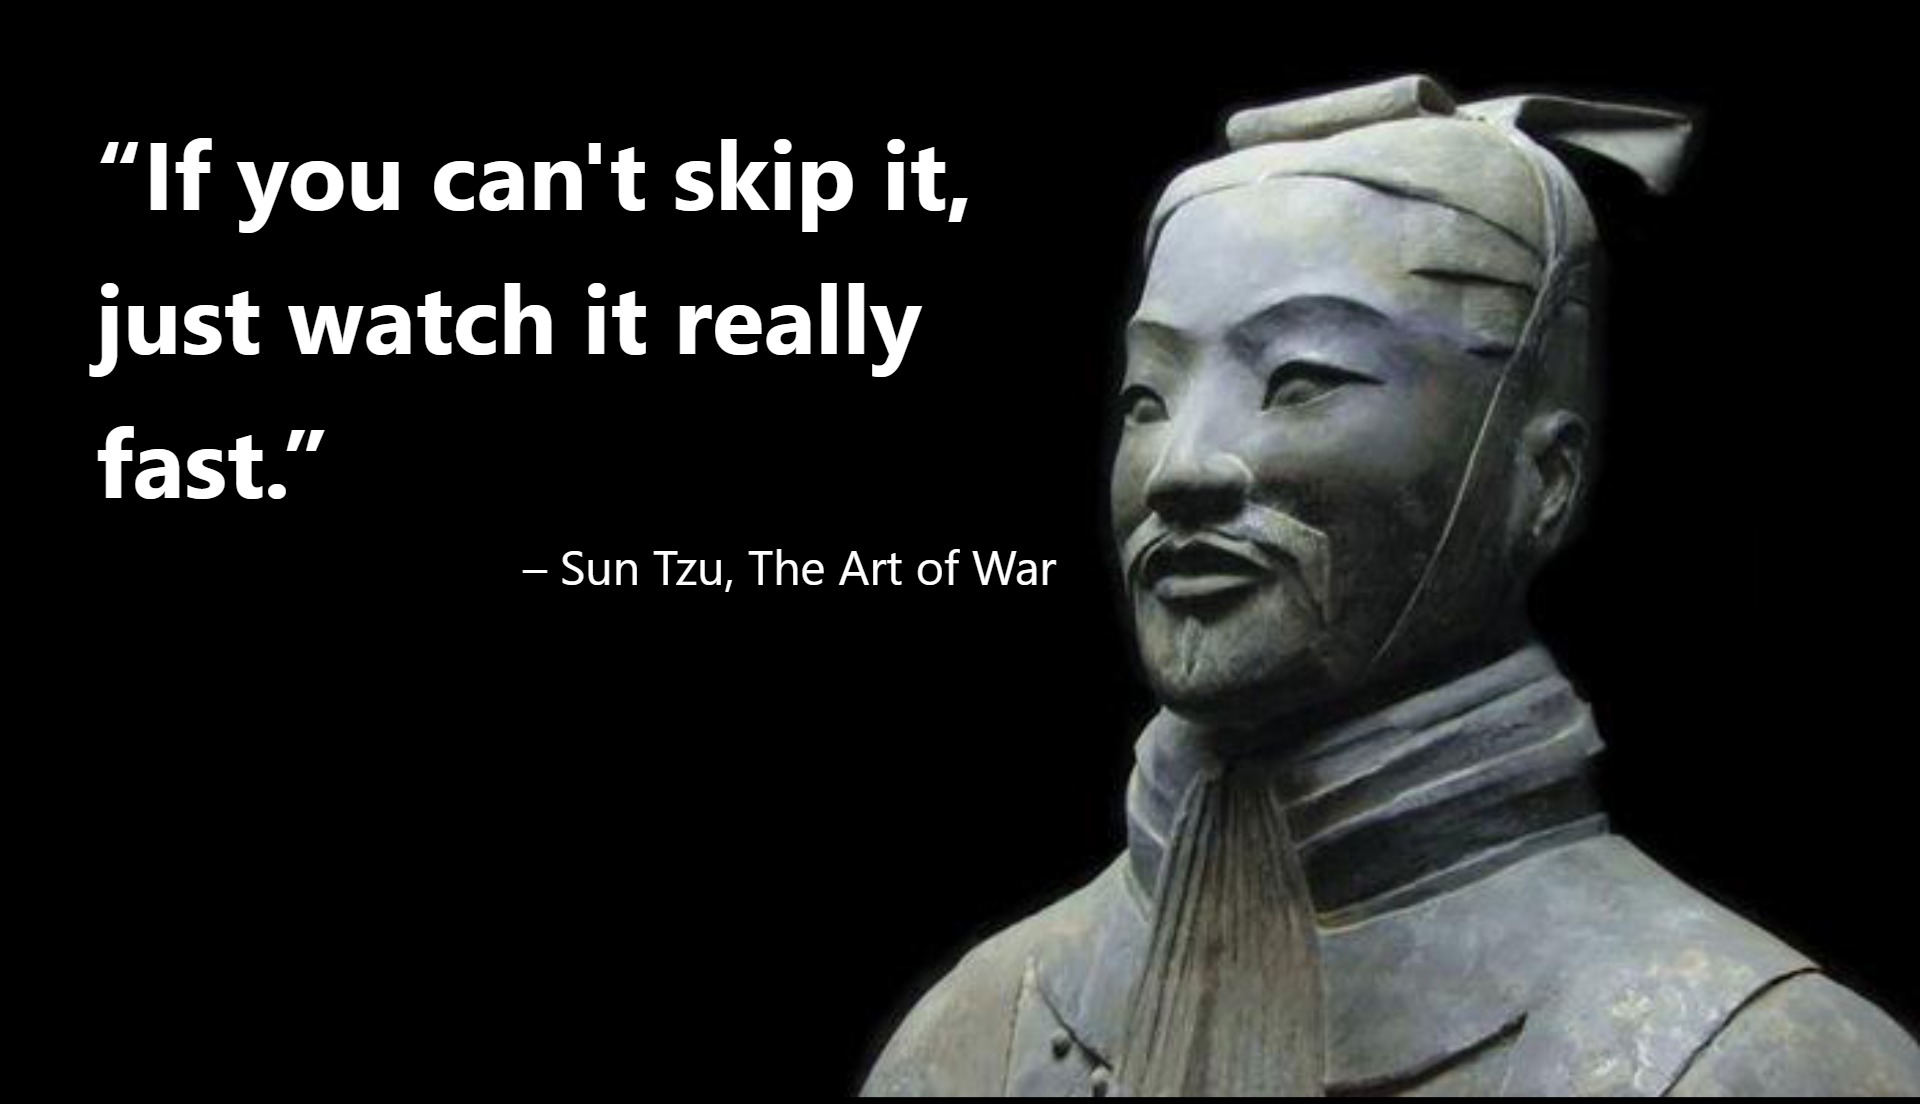 “If you can't skip it,
just watch it really
fast.”
– Sun Tzu, The Art of War